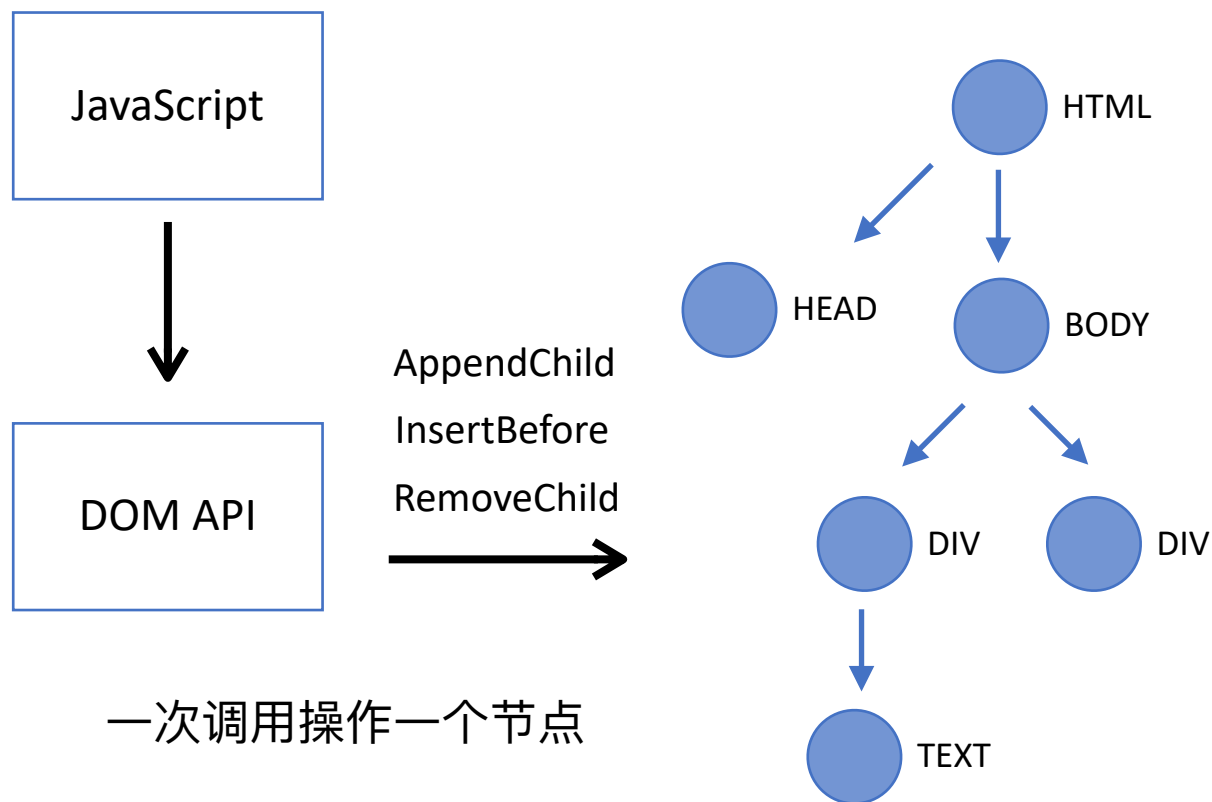 JavaScript
HTML
HEAD
BODY
AppendChild
InsertBefore
RemoveChild
DOM API
DIV
DIV
一次调用操作一个节点
TEXT